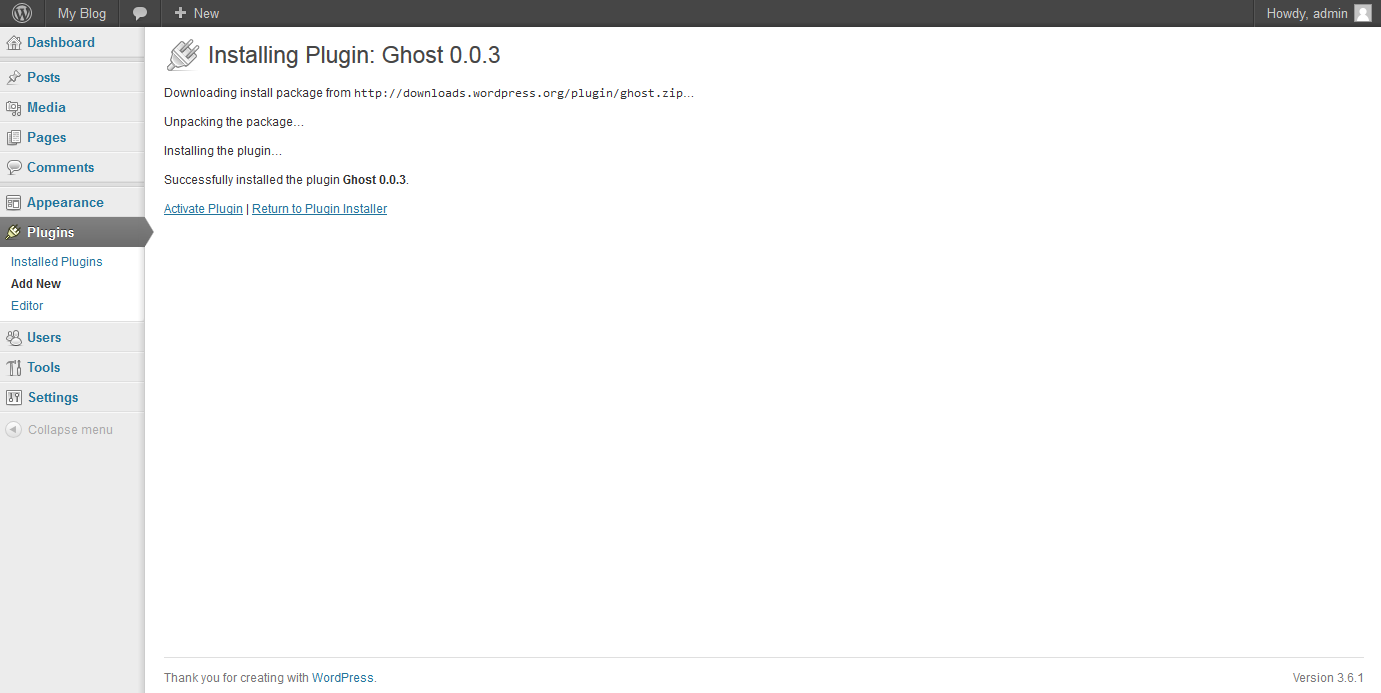 My Blog
New
Howdy, admin
Dashboard
Posts
Media
Pages
Comments
Appearance
Plugins
Installed Plugins
Add New
Editor
Users
Tools
Settings
Collapse menu
Installing Plugin: Ghost 0.0.3
Downloading install package from http://downloads.wordpress.org/plugin/ghost.zip…
Unpacking the package…
Installing the plugin…
Successfully installed the plugin Ghost 0.0.3.
Activate Plugin | Return to Plugin Installer
Thank you for creating with WordPress.
Version 3.6.1